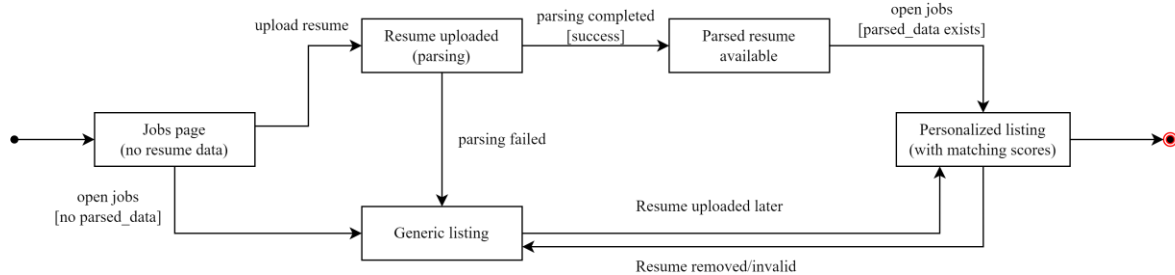 upload resume
Resume uploaded
(parsing)
parsing completed
[success]
Parsed resume
available
open jobs
[parsed_data exists]
Jobs page
(no resume data)
parsing failed
Personalized listing
(with matching scores)
open jobs
[no parsed_data]
Generic listing
Resume uploaded later
Resume removed/invalid